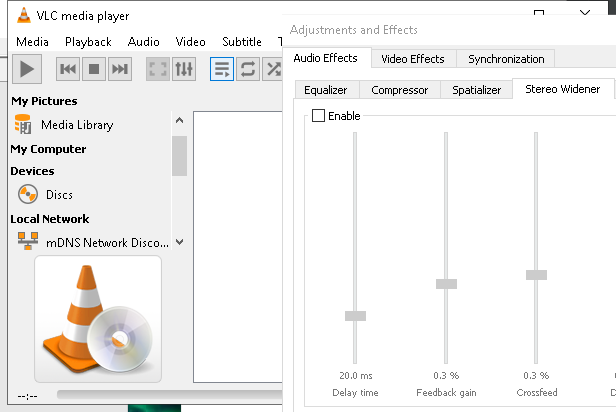 VLC media player
Media Playback Audio Video Subtitle T
My Pictures
Media Library
My Computer
Devices
Discs
Local Network
mDNS Network Disco...
--:--
Adjustments and Effects
Audio Effects Video Effects Synchronization
Equalizer Compressor Spatializer Stereo Widener
Enable
20.0 ms 0.3 % 0.3 %
Delay time Feedback gain Crossfeed D